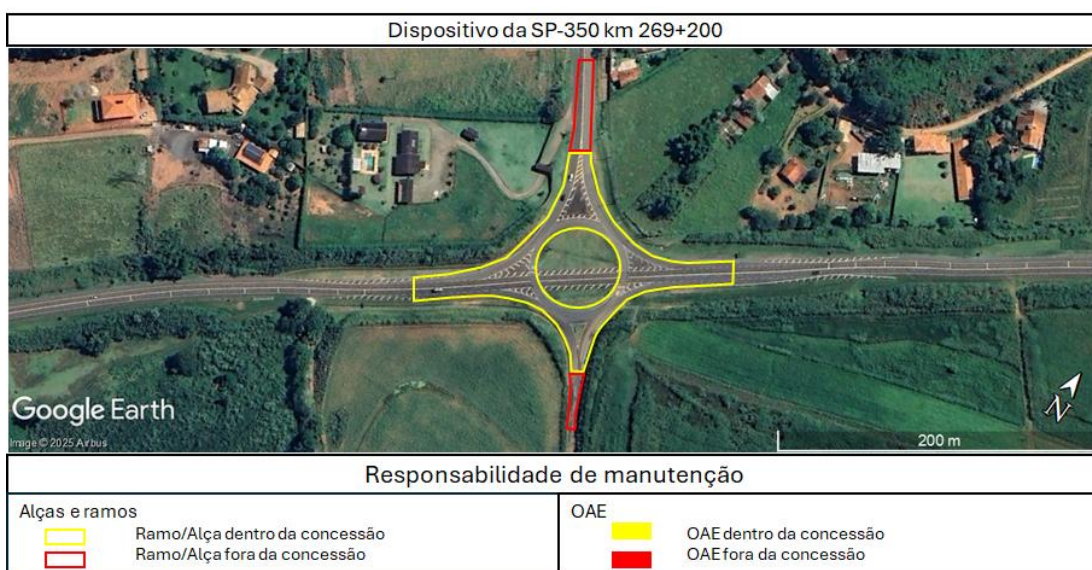 Dispositivo da SP-350 km 269+200
N
Google Earth
Image © 2025 Airbus
200 m
Responsabilidade de manutenção
Alças e ramos
Ramo/Alça dentro da concessão
Ramo/Alça fora da concessão
OAE
OAE dentro da concessão
OAE fora da concessão